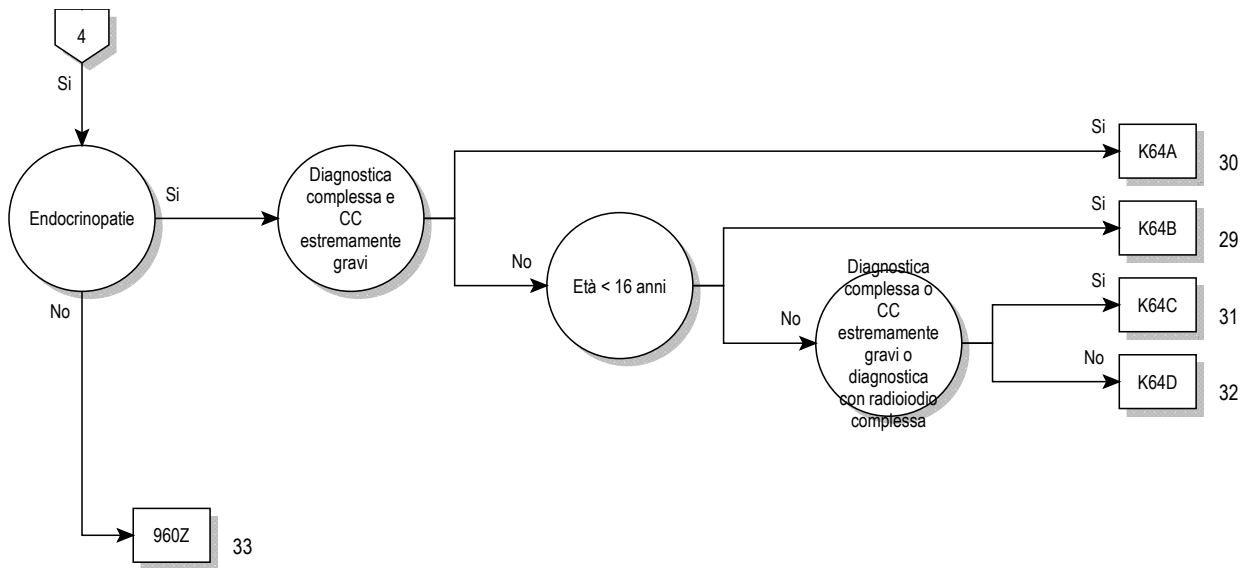 4
Si
Endocrinopatie
Si
No
Diagnostica
complessa e
CC
estremamente
gravi
No
Età < 16 anni
No
Diagnostica
complessa o
CC
estremamente
gravi o
diagnostica
con radioiodio
complessa
Si
K64A
30
Si
K64B
29
Si
K64C
31
No
K64D
32
960Z
33